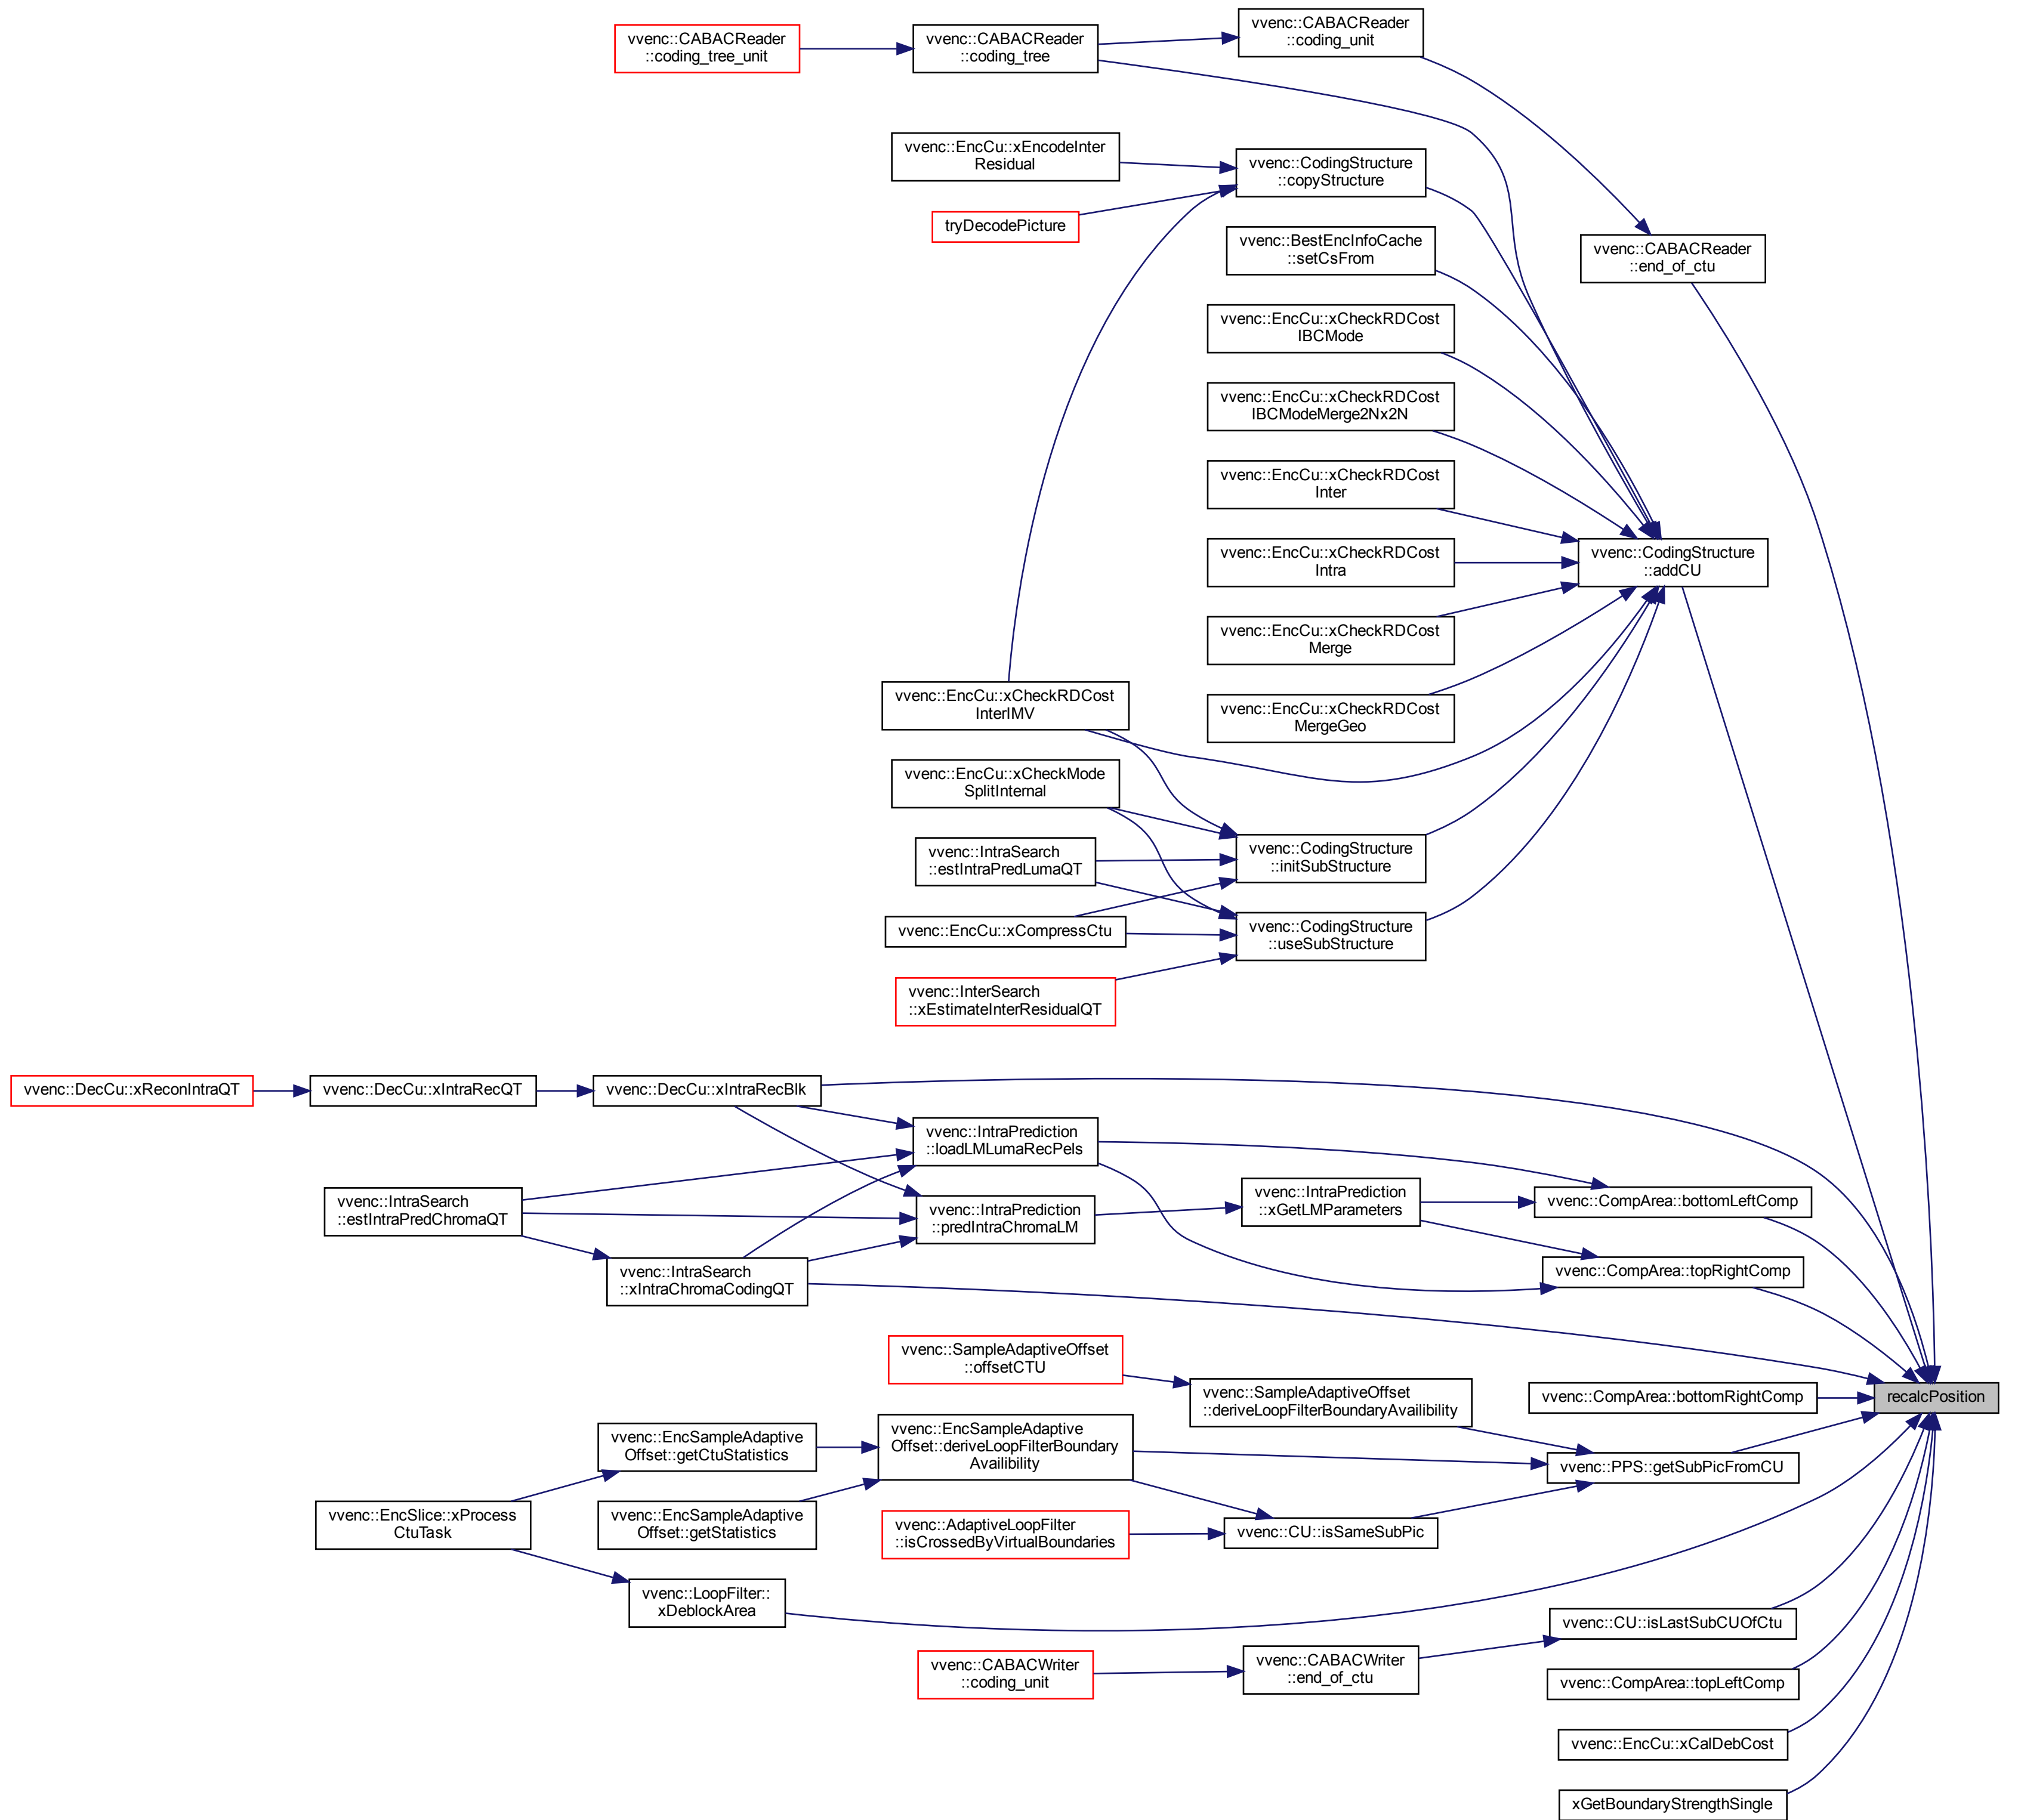 vvenc::CABACReader
::coding_unit
vvenc::CABACReader
::coding_tree_unit
vvenc::CABACReader
::coding_tree
vvenc::EncCu::xEncodeInter
Residual
vvenc::CodingStructure
::copyStructure
tryDecodePicture
vvenc::BestEncInfoCache
::setCsFrom
vvenc::CABACReader
::end_of_ctu
vvenc::EncCu::xCheckRDCost
IBCMode
vvenc::EncCu::xCheckRDCost
IBCModeMerge2Nx2N
vvenc::EncCu::xCheckRDCost
Inter
vvenc::EncCu::xCheckRDCost
Intra
vvenc::CodingStructure
::addCU
vvenc::EncCu::xCheckRDCost
Merge
vvenc::EncCu::xCheckRDCost
InterIMV
vvenc::EncCu::xCheckRDCost
MergeGeo
vvenc::EncCu::xCheckMode
SplitInternal
vvenc::IntraSearch
::estIntraPredLumaQT
vvenc::CodingStructure
::initSubStructure
vvenc::EncCu::xCompressCtu
vvenc::CodingStructure
::useSubStructure
vvenc::InterSearch
::xEstimateInterResidualQT
vvenc::DecCu::xReconIntraQT
vvenc::DecCu::xIntraRecQT
vvenc::DecCu::xIntraRecBlk
vvenc::IntraPrediction
::loadLMLumaRecPels
vvenc::IntraSearch
::estIntraPredChromaQT
vvenc::IntraPrediction
::predIntraChromaLM
vvenc::IntraPrediction
::xGetLMParameters
vvenc::CompArea::bottomLeftComp
vvenc::IntraSearch
::xIntraChromaCodingQT
vvenc::CompArea::topRightComp
vvenc::SampleAdaptiveOffset
::offsetCTU
vvenc::SampleAdaptiveOffset
::deriveLoopFilterBoundaryAvailibility
vvenc::CompArea::bottomRightComp
recalcPosition
vvenc::EncSampleAdaptive
Offset::getCtuStatistics
vvenc::EncSampleAdaptive
Offset::deriveLoopFilterBoundary
Availibility
vvenc::PPS::getSubPicFromCU
vvenc::EncSlice::xProcess
CtuTask
vvenc::EncSampleAdaptive
Offset::getStatistics
vvenc::AdaptiveLoopFilter
::isCrossedByVirtualBoundaries
vvenc::CU::isSameSubPic
vvenc::LoopFilter::
xDeblockArea
vvenc::CU::isLastSubCUOfCtu
vvenc::CABACWriter
::coding_unit
vvenc::CABACWriter
::end_of_ctu
vvenc::CompArea::topLeftComp
vvenc::EncCu::xCalDebCost
xGetBoundaryStrengthSingle